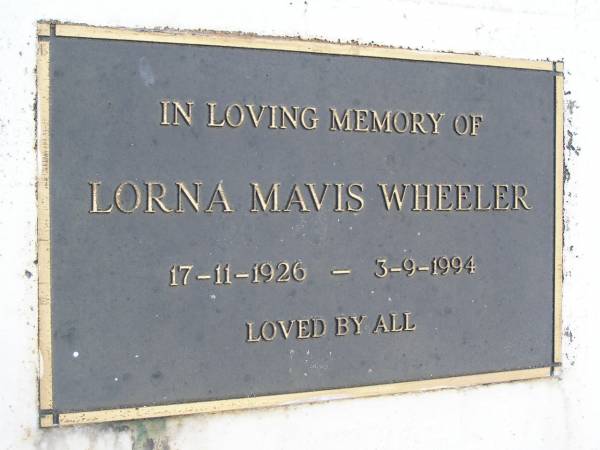 IN LOVING MEMORY OF
LORNA MAVIS WHEELER
17-11-1926 - 3-9-1994
LOVED BY ALL